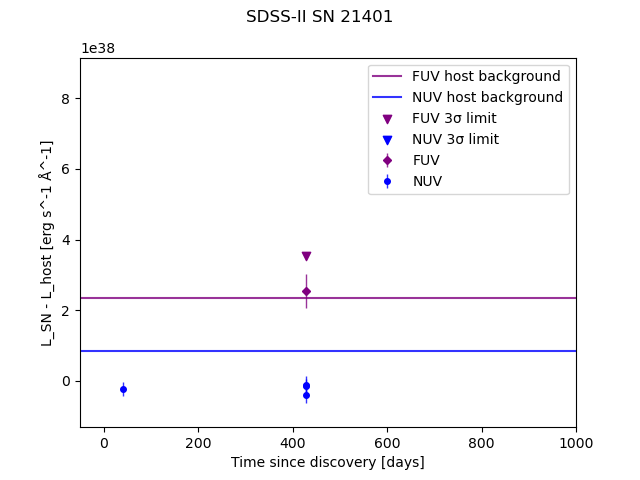 SDSS-II SN 21401
1e38
FUV host background
NUV host background
FUV 3σ limit
NUV 3σ limit
FUV
NUV
L_SN - L_host [erg s^-1 Å^-1]
8
6
4
2
0
0 200 400 600 800 1000
Time since discovery [days]